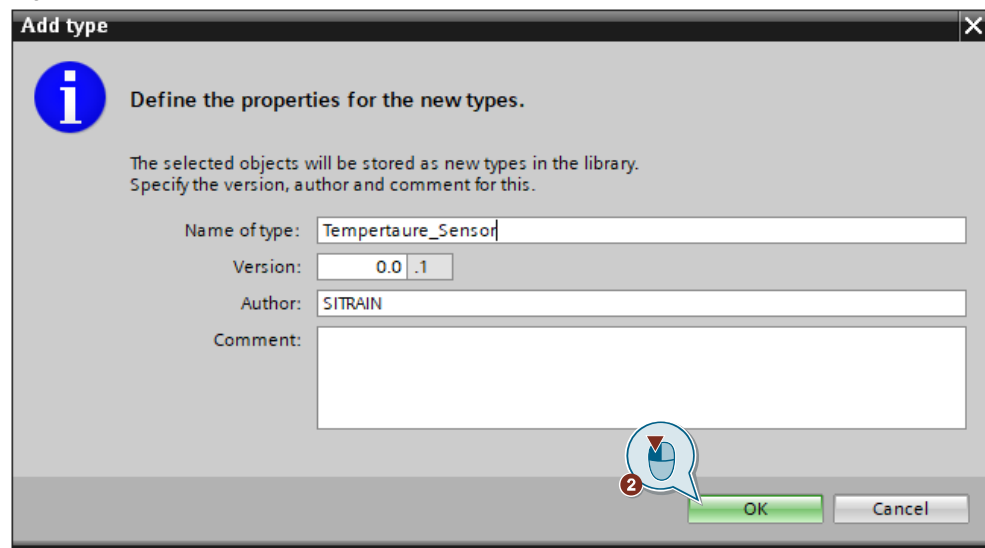 Add type
Define the properties for the new types.
The selected objects will be stored as new types in the library.
Specify the version, author and comment for this.
Name of type: Tempertaure_Sensor
Version: 0.0 .1
Author: SITRAIN
Comment:
2
OK Cancel